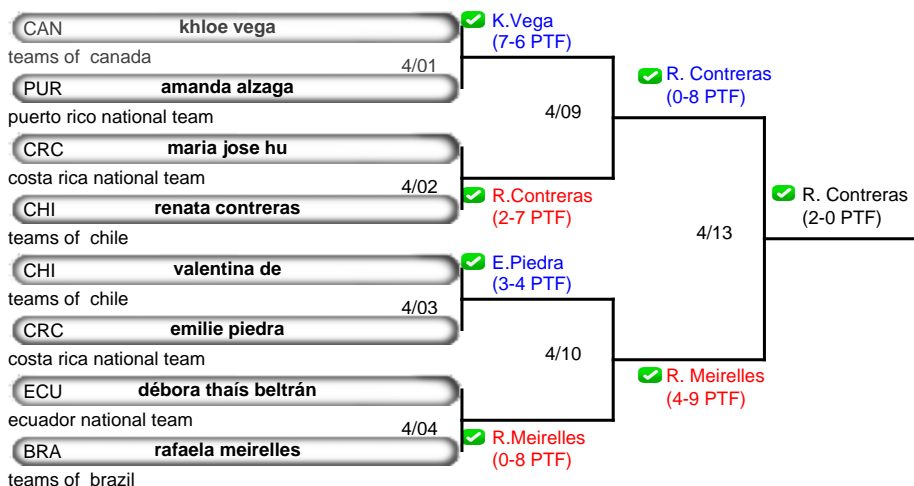 CAN khloe vega
teams of canada
4/01
PUR amanda alzaga
puerto rico national team
CRC maria jose hu
costa rica national team
4/02
CHI renata contreras
teams of chile
CHI valentina de
teams of chile
4/03
CRC emilie piedra
costa rica national team
ECU débora thaís beltrán
ecuador national team
4/04
BRA rafaela meirelles
teams of brazil
K.Vega
(7-6 PTF)
4/09
R.Contreras
(2-7 PTF)
E.Piedra
(3-4 PTF)
4/10
R.Meirelles
(0-8 PTF)
R. Contreras
(0-8 PTF)
4/13
R. Meirelles
(4-9 PTF)
R. Contreras
(2-0 PTF)